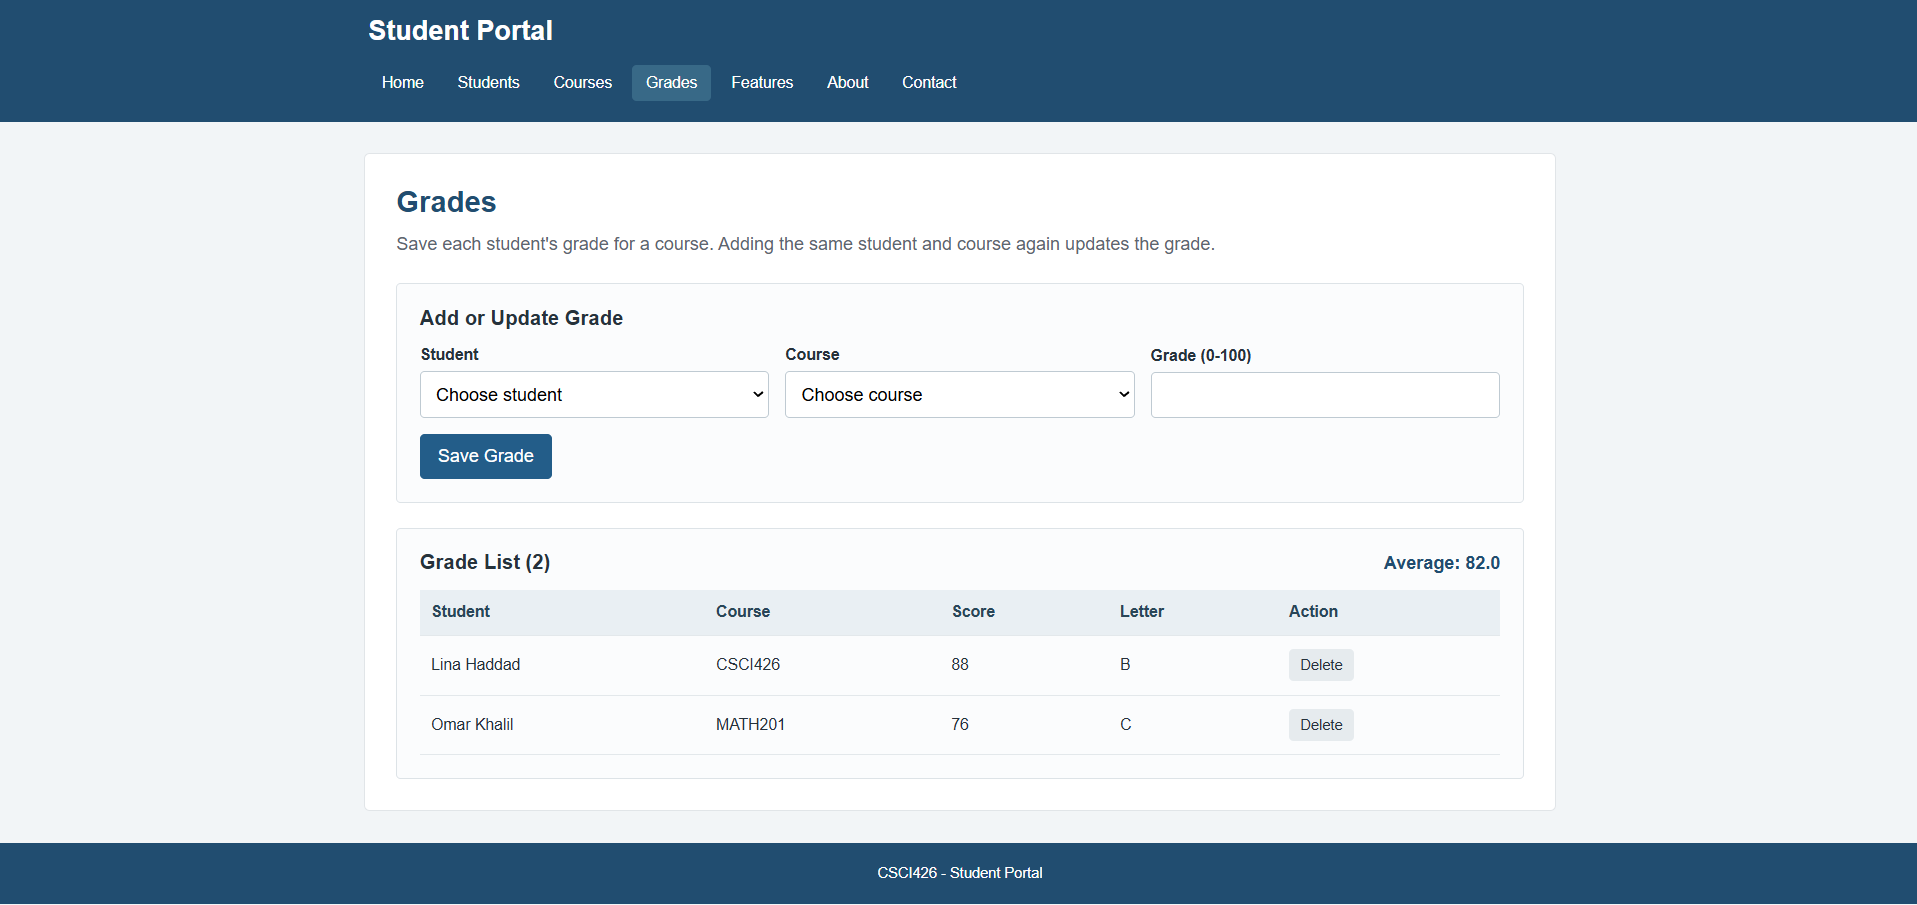 Student Portal
Home Students Courses Grades Features About Contact
Grades
Save each student's grade for a course. Adding the same student and course again updates the grade.
Add or Update Grade
Student Course Grade (0-100)
Choose student Choose course
Save Grade
Grade List (2) Average: 82.0
Student Course Score Letter Action
Lina Haddad CSCI426 88 B Delete
Omar Khalil MATH201 76 C Delete
CSCI426 - Student Portal